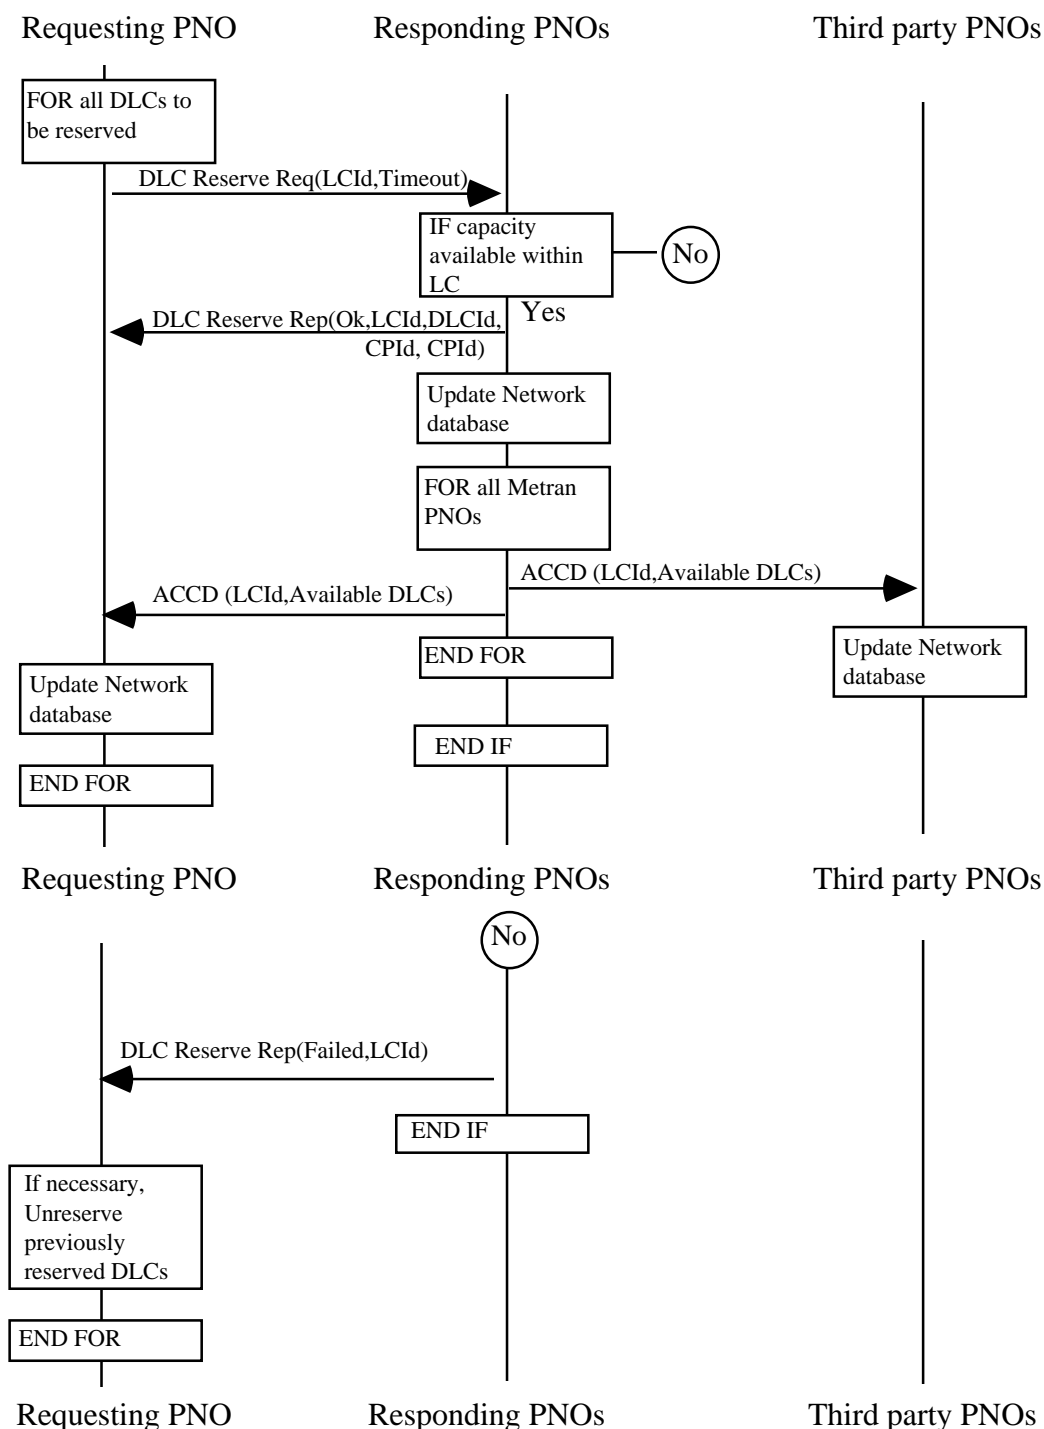 Requesting PNO
Responding PNOs
Third party PNOs
FOR all DLCs to
be reserved
DLC Reserve Req(LCId,Timeout)
IF capacity
available within
LC
No
Yes
DLC Reserve Rep(Ok,LCId,DLCId,
CPId, CPId)
Update Network
database
FOR all Metran
PNOs
ACCD (LCId,Available DLCs)
ACCD (LCId,Available DLCs)
END FOR
Update Network
database
Update Network
database
END IF
END FOR
Requesting PNO
Responding PNOs
Third party PNOs
No
DLC Reserve Rep(Failed,LCId)
END IF
If necessary,
Unreserve
previously
reserved DLCs
END FOR
Requesting PNO
Responding PNOs
Third party PNOs